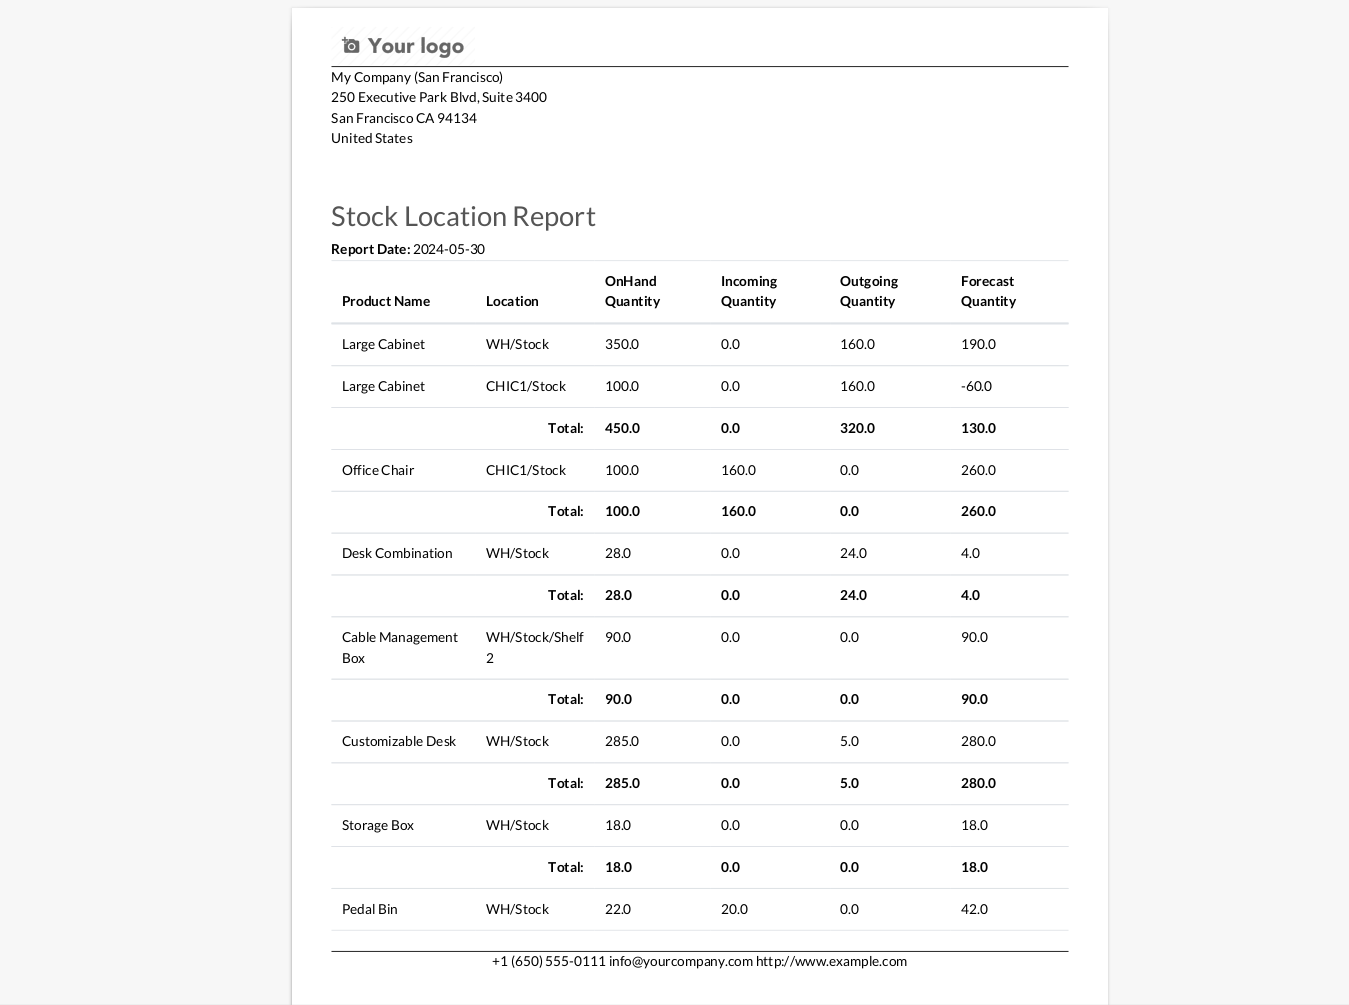 Your logo
My Company (San Francisco)
250 Executive Park Blvd, Suite 3400
San Francisco CA 94134
United States
Stock Location Report
Report Date: 2024-05-30
Product Name Location OnHand Quantity Incoming Quantity Outgoing Quantity Forecast Quantity
Large Cabinet WH/Stock 350.0 0.0 160.0 190.0
Large Cabinet CHIC1/Stock 100.0 0.0 160.0 -60.0
Total: 450.0 0.0 320.0 130.0
Office Chair CHIC1/Stock 100.0 160.0 0.0 260.0
Total: 100.0 160.0 0.0 260.0
Desk Combination WH/Stock 28.0 0.0 24.0 4.0
Total: 28.0 0.0 24.0 4.0
Cable Management Box WH/Stock/Shelf 2 90.0 0.0 0.0 90.0
Total: 90.0 0.0 0.0 90.0
Customizable Desk WH/Stock 285.0 0.0 5.0 280.0
Total: 285.0 0.0 5.0 280.0
Storage Box WH/Stock 18.0 0.0 0.0 18.0
Total: 18.0 0.0 0.0 18.0
Pedal Bin WH/Stock 22.0 20.0 0.0 42.0
+1 (650) 555-0111 info@yourcompany.com http://www.example.com